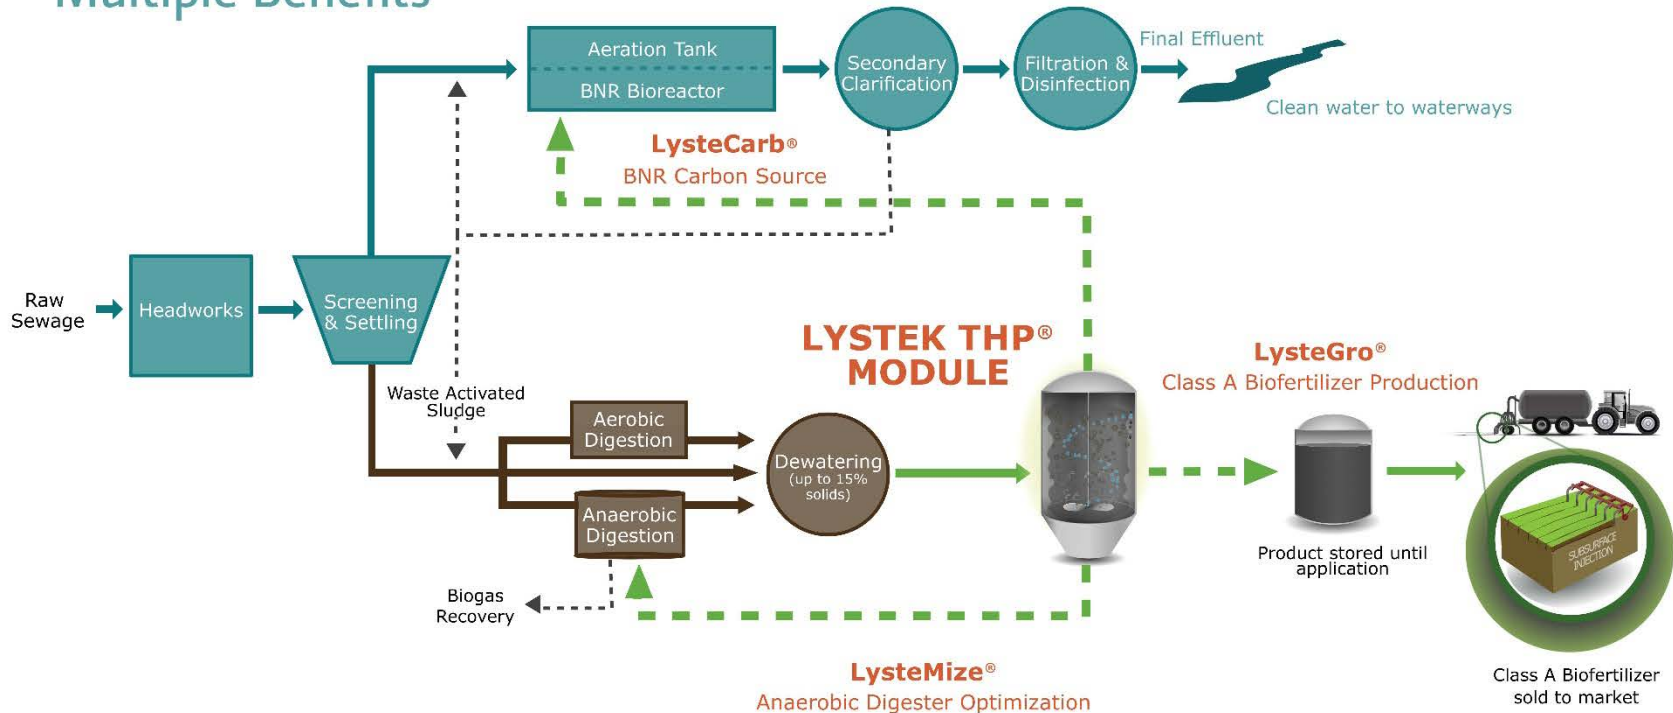 Multiple Benefits
Aeration Tank
BNR Bioreactor
Secondary
Clarification
Filtration &
Disinfection
Final Effluent
Clean water to waterways
LysteCarb®
BNR Carbon Source
Raw
Sewage
Headworks
Screening
& Settling
Waste Activated
Sludge
LYSTEK THP®
MODULE
LysteGro®
Class A Biofertilizer Production
Aerobic
Digestion
Dewatering
(up to 15%
solids)
Anaerobic
Digestion
Biogas
Recovery
Product stored until
application
SUBSURFACE
INJECTION
LysteMize®
Anaerobic Digester Optimization
Class A Biofertilizer
sold to market